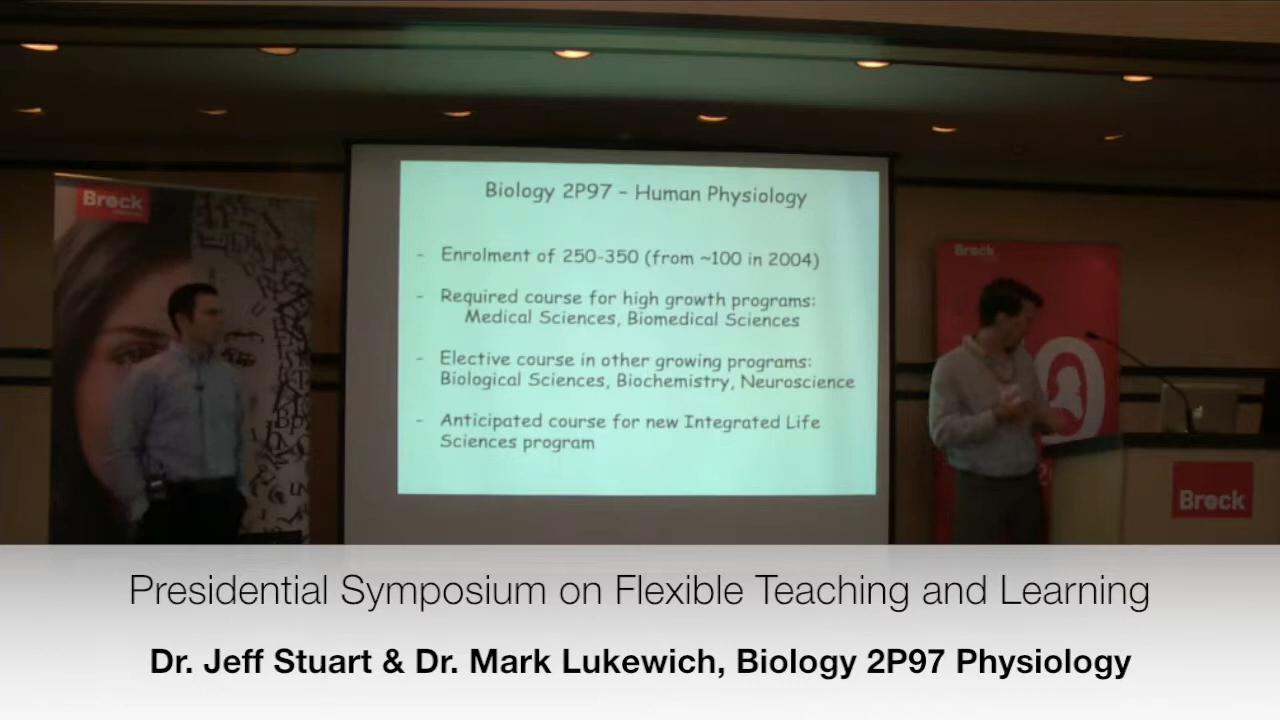 Brock
Biology 2P97 – Human Physiology
- Enrolment of 250-350 (from ~100 in 2004)
- Required course for high growth programs:
Medical Sciences, Biomedical Sciences
- Elective course in other growing programs:
Biological Sciences, Biochemistry, Neuroscience
- Anticipated course for new Integrated Life
Sciences program
Brock
Brock
Presidential Symposium on Flexible Teaching and Learning
Dr. Jeff Stuart & Dr. Mark Lukewich, Biology 2P97 Physiology